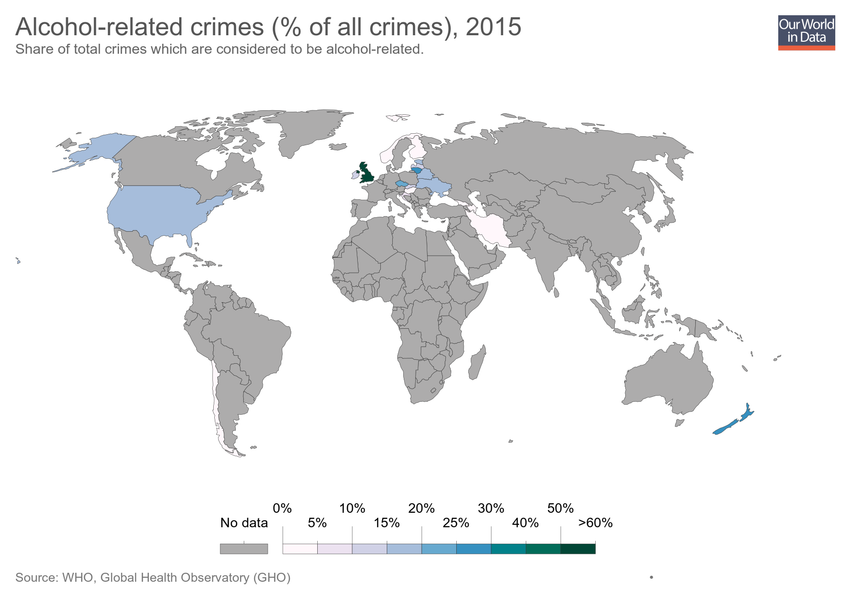 Alcohol-related crimes (% of all crimes), 2015
Share of total crimes which are considered to be alcohol-related.
Our World
in Data
No data
0%
5%
10%
15%
20%
25%
30%
40%
50%
>60%
Source: WHO, Global Health Observatory (GHO)